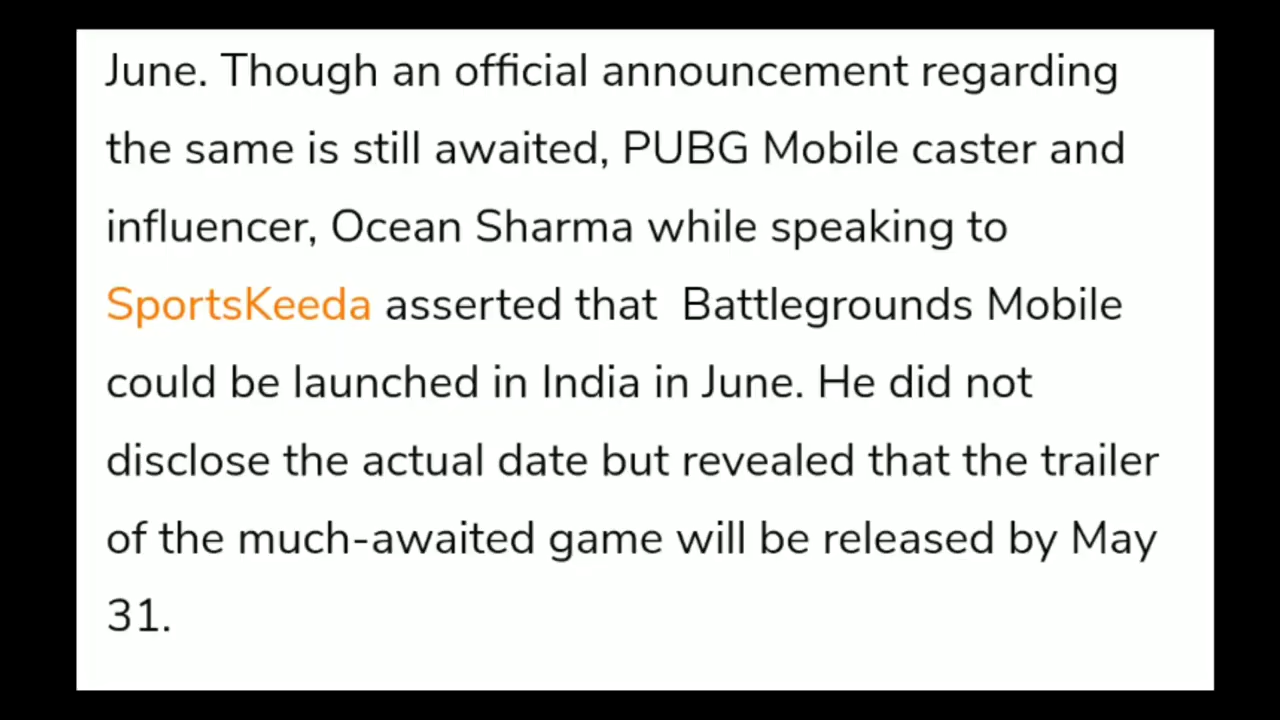 June. Though an official announcement regarding
the same is still awaited, PUBG Mobile caster and
influencer, Ocean Sharma while speaking to
SportsKeeda asserted that  Battlegrounds Mobile
could be launched in India in June. He did not
disclose the actual date but revealed that the trailer
of the much-awaited game will be released by May
31.